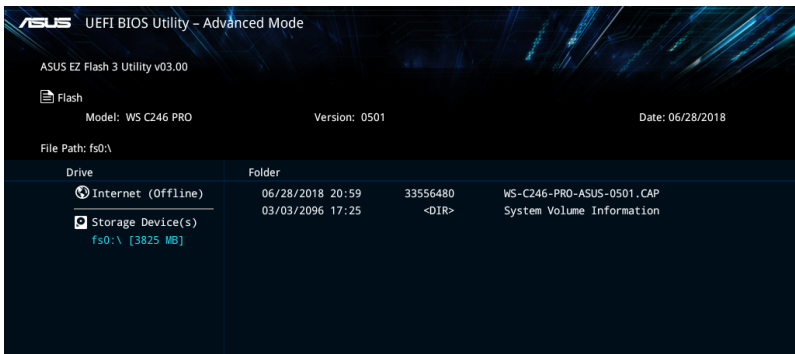 ASUS UEFI BIOS Utility – Advanced Mode
ASUS EZ Flash 3 Utility v03.00
Flash
Model: WS C246 PRO Version: 0501 Date: 06/28/2018
File Path: fs0:\
Drive Folder
Internet (Offline) 06/28/2018 20:59 33556480 WS-C246-PRO-ASUS-0501.CAP
03/03/2096 17:25 <DIR> System Volume Information
Storage Device(s)
fs0:\ [3825 MB]